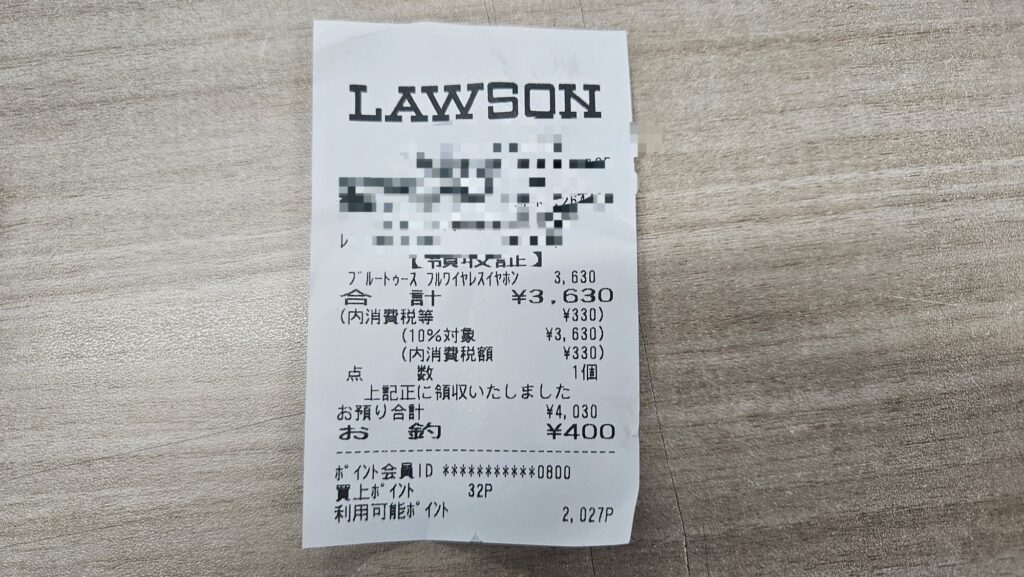 LAWSON
レ
【領収証】
ブルートゥース フルワイヤレスイヤホン 3,630
合 計 ¥3,630
(内消費税等 ¥330)
(10%対象 ¥3,630)
(内消費税額 ¥330)
点 数 1個
上記正に領収いたしました
お預り合計 ¥4,030
お 釣 ¥400
ポイント会員ID ***********0800
買上ポイント 32P
利用可能ポイント 2,027P